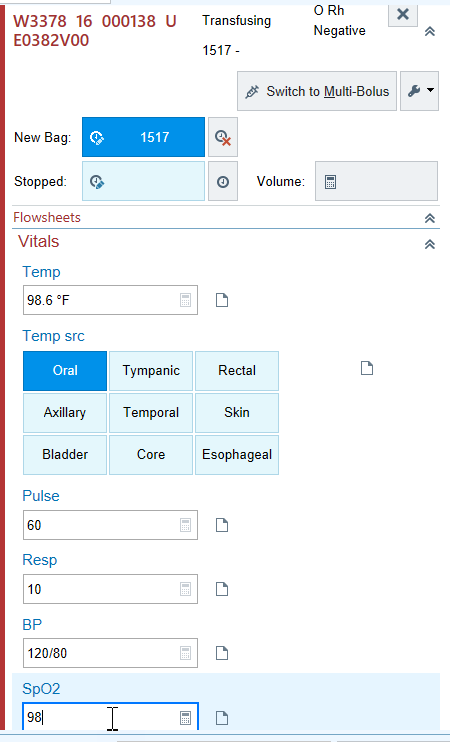 W3378 16 000138 U
E0382V00
Transfusing
1517 -
O Rh
Negative
Switch to Multi-Bolus
New Bag: 1517
Stopped: Volume:
Flowsheets
Vitals
Temp
98.6 °F
Temp src
Oral Tympanic Rectal
Axillary Temporal Skin
Bladder Core Esophageal
Pulse
60
Resp
10
BP
120/80
SpO2
98